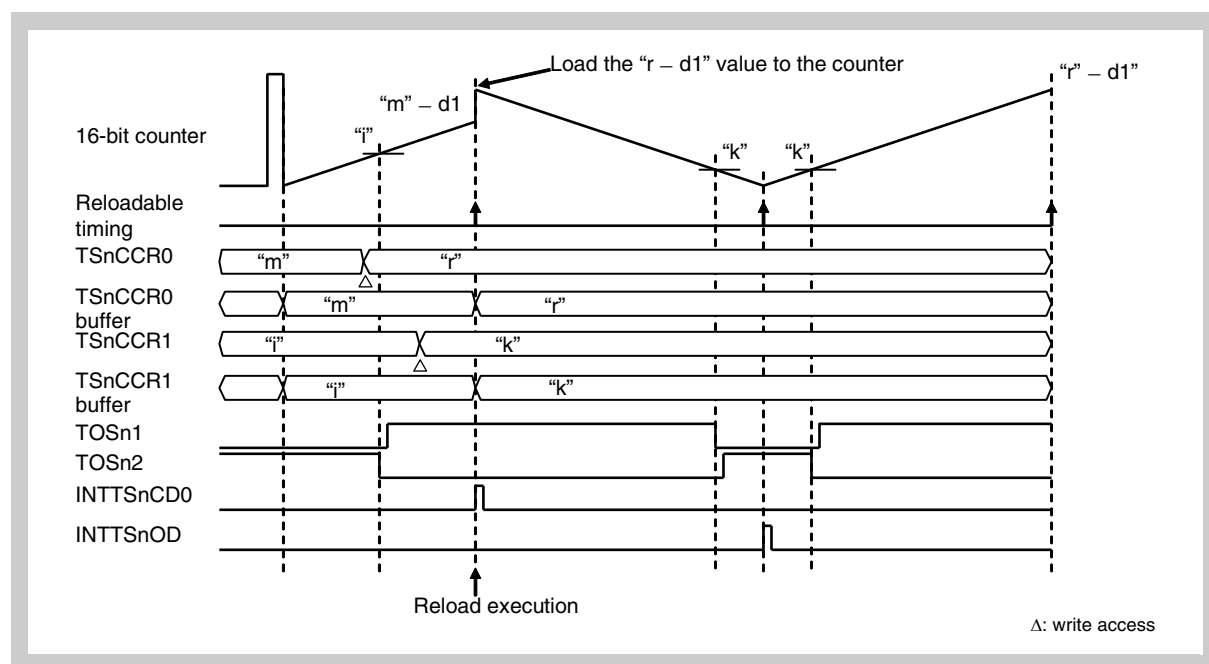 Load the “r – d1” value to the counter
“r” – d1”
“m” – d1
16-bit counter
“i”
“k”
“k”
Reloadable
timing
TSnCCR0
“m”
“r”
TSnCCR0
buffer
“m”
“r”
TSnCCR1
“i”
“k”
TSnCCR1
buffer
“i”
“k”
TOSn1
TOSn2
INTTSnCD0
INTTSnOD
Reload execution
Δ: write access